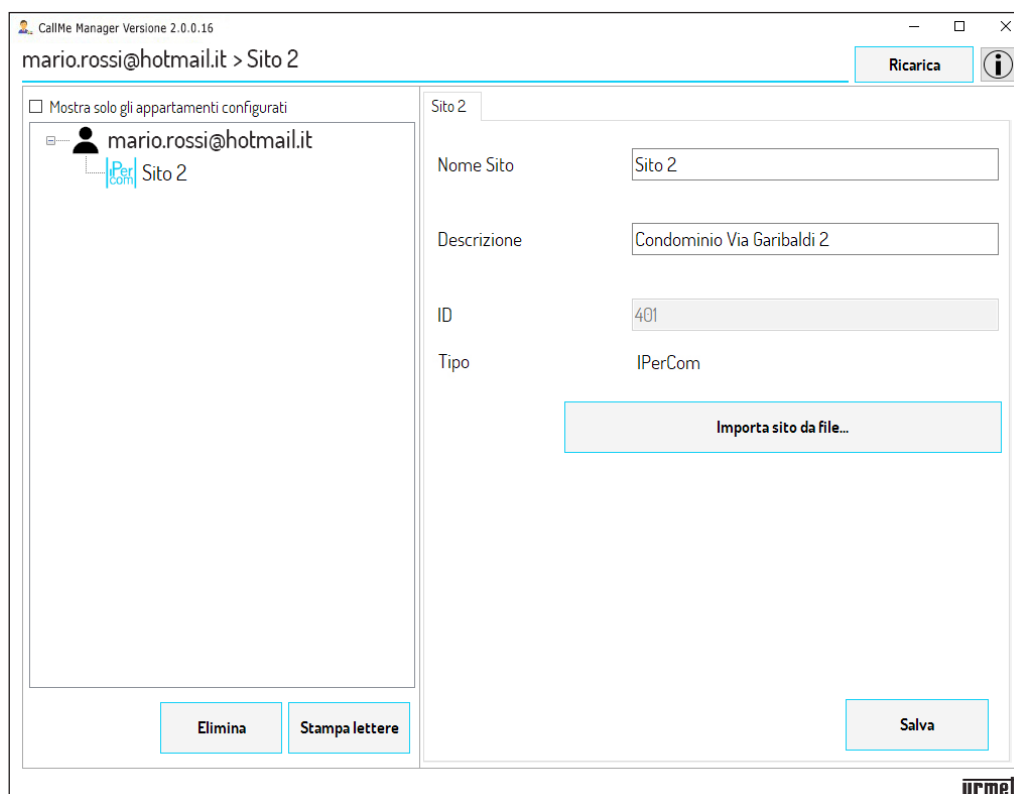 CallMe Manager Versione 2.0.0.16
mario.rossi@hotmail.it > Sito 2
Ricarica
Mostra solo gli appartamenti configurati
mario.rossi@hotmail.it
IPer com Sito 2
Sito 2
Nome Sito Sito 2
Descrizione Condominio Via Garibaldi 2
ID 401
Tipo IPerCom
Importa sito da file...
Elimina Stampa lettere
Salva
urmet